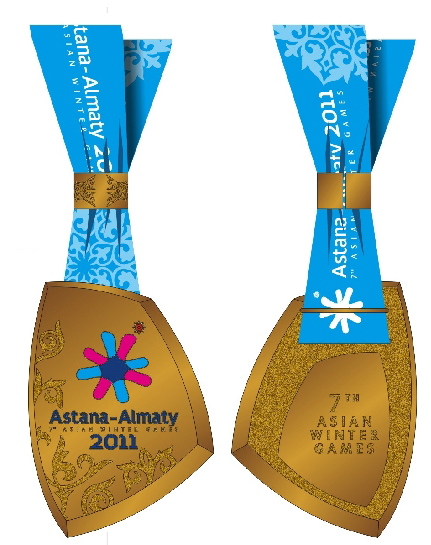 Astana-Almaty 20
ASIAN WINTER GA
Astana-Almaty
7TH ASIAN WINTER GAMES
2011
Astana-Almaty 2011
7TH ASIAN WINTER GAMES
7TH
ASIAN
WINTER
GAMES